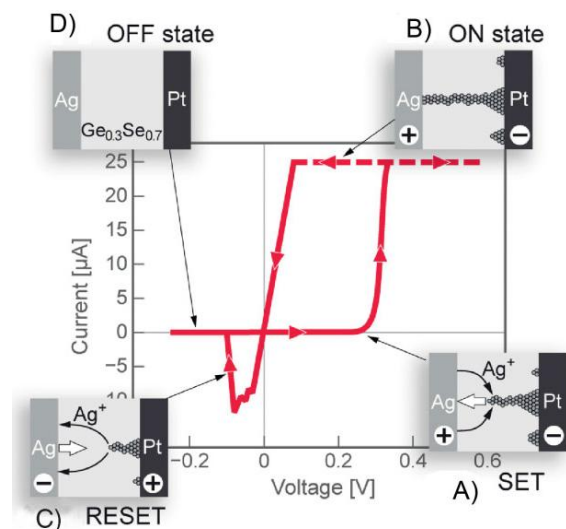 D)
OFF state
B)
ON state
Ag
Pt
Ge0.3Se0.7
Ag
Pt
+
−
25
20
15
10
5
0
−5
10
Current [µA]
−0.2
0
0.2
0.4
0.6
Voltage [V]
Ag+
Ag
Pt
−
+
C)
RESET
Ag+
Ag
Pt
+
−
A)
SET